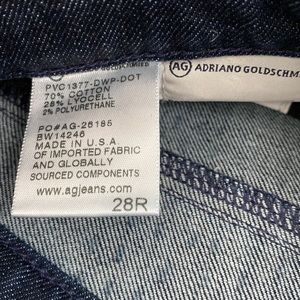 AG ADRIANO GOLDSCHM
PVC1377-DWP-DOT
70% COTTON
28% LYOCELL
2% POLYURETHANE
PO#AG-26185
BW14246
MADE IN U.S.A
OF IMPORTED FABRIC
AND GLOBALLY
SOURCED COMPONENTS
www.agjeans.com
28R